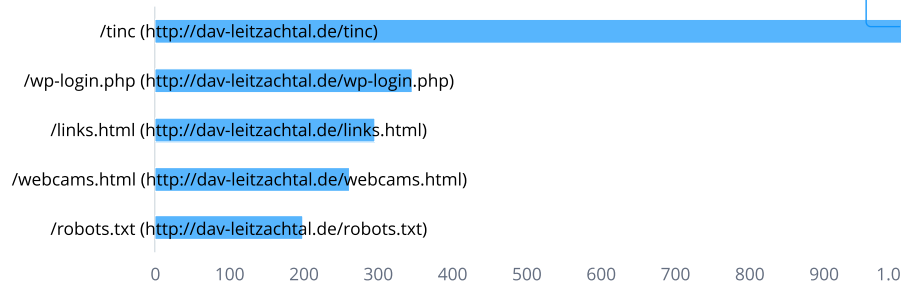 /tinc (http://dav-leitzachtal.de/tinc)
/wp-login.php (http://dav-leitzachtal.de/wp-login.php)
/links.html (http://dav-leitzachtal.de/links.html)
/webcams.html (http://dav-leitzachtal.de/webcams.html)
/robots.txt (http://dav-leitzachtal.de/robots.txt)
0 100 200 300 400 500 600 700 800 900 1.0